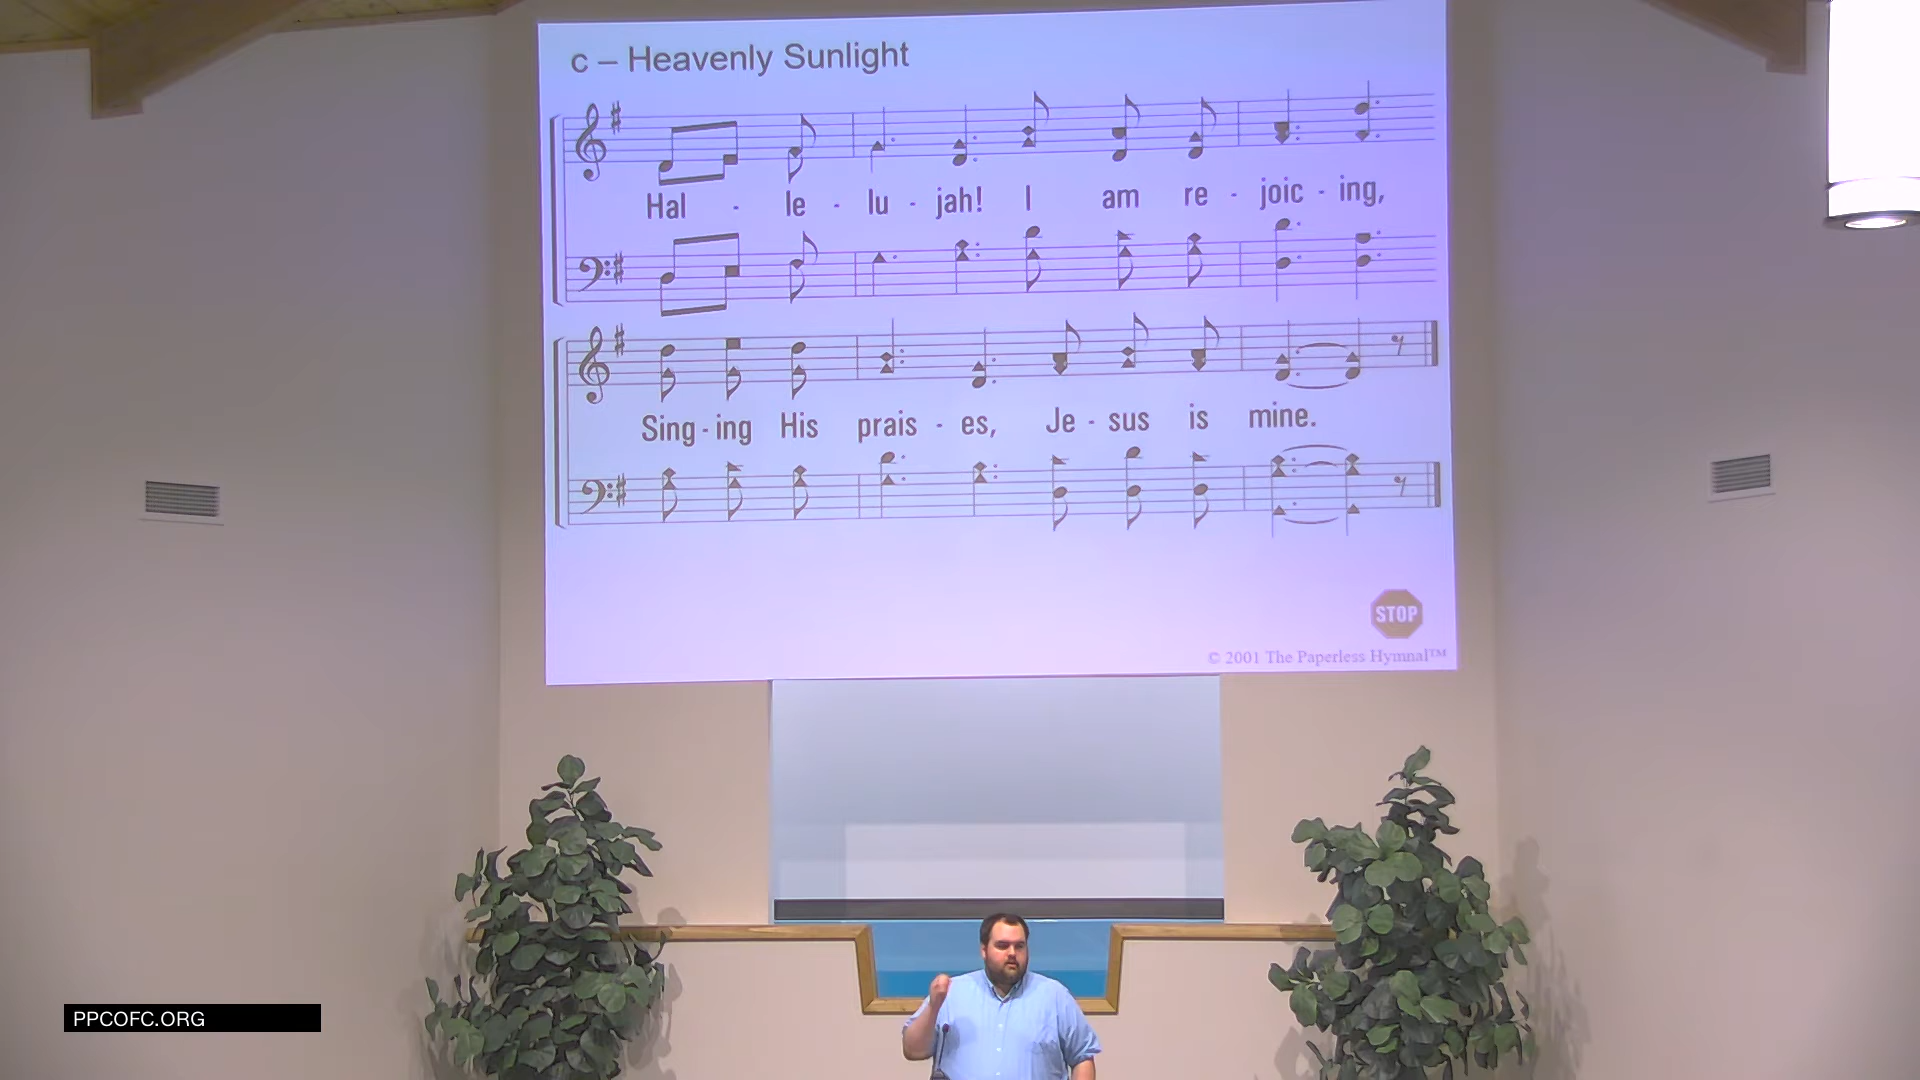 c – Heavenly Sunlight
Hal - le - lu - jah! I am re - joic - ing,
Sing - ing His prais - es, Je - sus is mine.
STOP
© 2001 The Paperless Hymnal™
PPCOFC.ORG